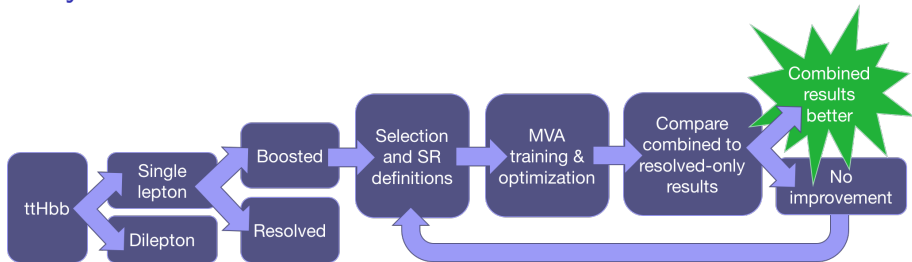 ttHbb
Single
lepton
Dilepton
Boosted
Resolved
Selection
and SR
definitions
MVA
training &
optimization
Compare
combined to
resolved-only
results
Combined
results
better
No
improvement